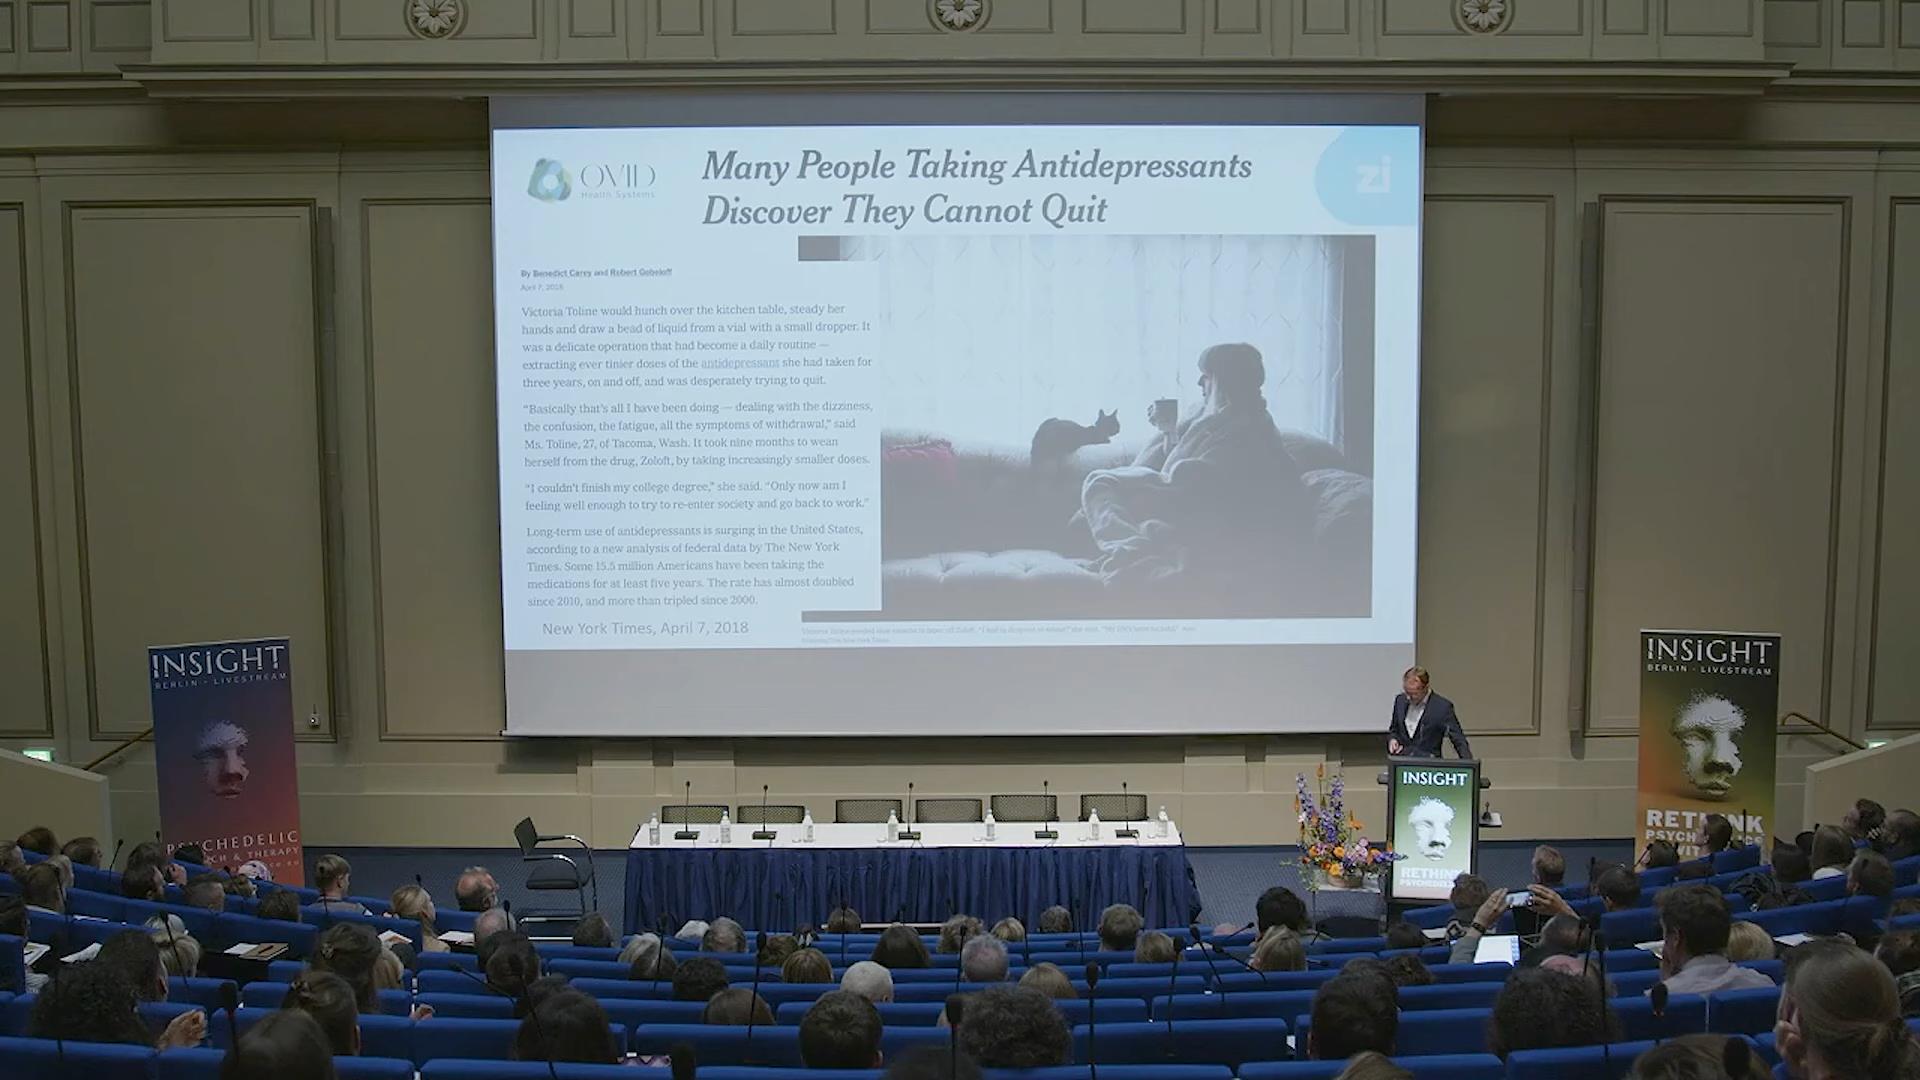 OVID
Health Systems
Many People Taking Antidepressants
Discover They Cannot Quit
zi
By Benedict Carey and Robert Gebeloff
April 7, 2018
Victoria Toline would hunch over the kitchen table, steady her
hands and draw a bead of liquid from a vial with a small dropper. It
was a delicate operation that had become a daily routine —
extracting ever tinier doses of the antidepressant she had taken for
three years, on and off, and was desperately trying to quit.
“Basically that’s all I have been doing — dealing with the dizziness,
the confusion, the fatigue, all the symptoms of withdrawal,” said
Ms. Toline, 27, of Tacoma, Wash. It took nine months to wean
herself from the drug, Zoloft, by taking increasingly smaller doses.
“I couldn’t finish my college degree,” she said. “Only now am I
feeling well enough to try to re-enter society and go back to work.”
Long-term use of antidepressants is surging in the United States,
according to a new analysis of federal data by The New York
Times. Some 15.5 million Americans have been taking the
medications for at least five years. The rate has almost doubled
since 2010, and more than tripled since 2000.
New York Times, April 7, 2018
INSIGHT
BERLIN - LIVESTREAM
PSYCHEDELIC
& THERAPY
INSIGHT
RETHINK
INSIGHT
BERLIN - LIVESTREAM
RETHINK